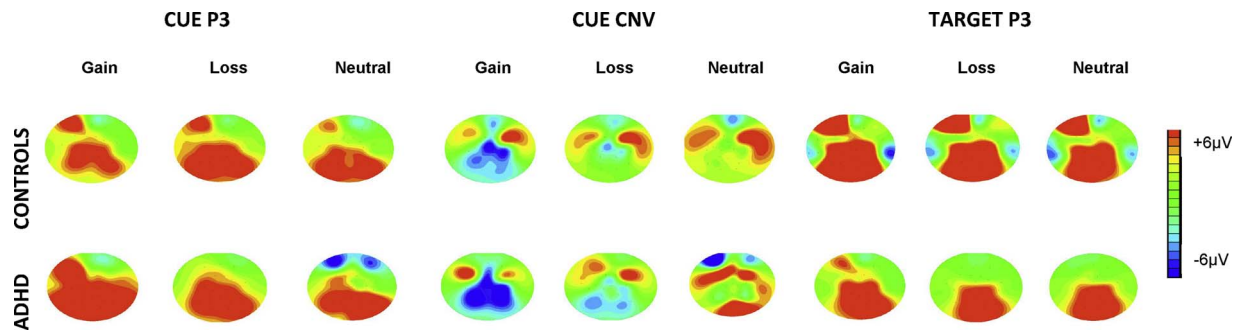 CUE P3 CUE CNV TARGET P3
Gain Loss Neutral Gain Loss Neutral Gain Loss Neutral
CONTROLS
+6μV
-6μV
ADHD